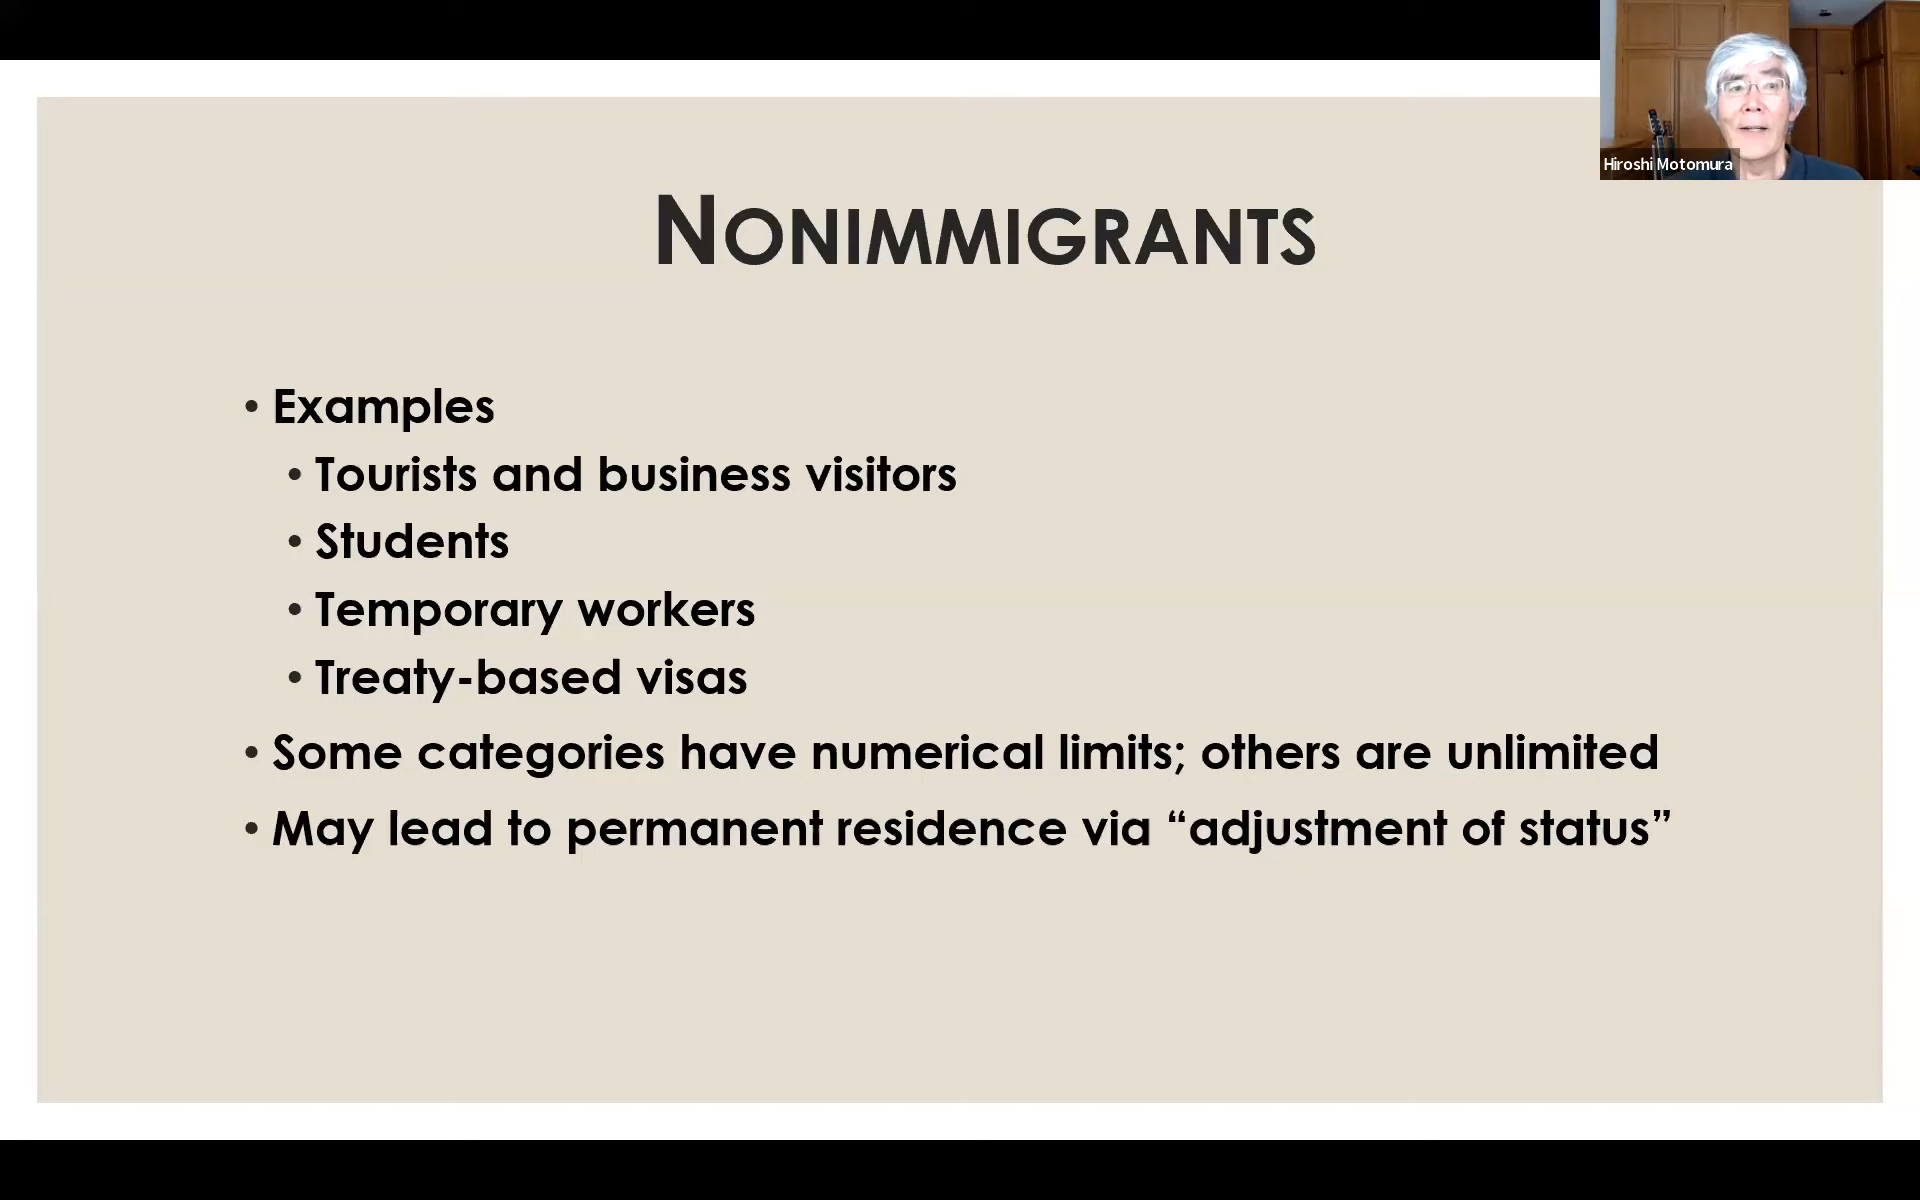 Hiroshi Motomura
NONIMMIGRANTS
• Examples
• Tourists and business visitors
• Students
• Temporary workers
• Treaty-based visas
• Some categories have numerical limits; others are unlimited
• May lead to permanent residence via “adjustment of status”